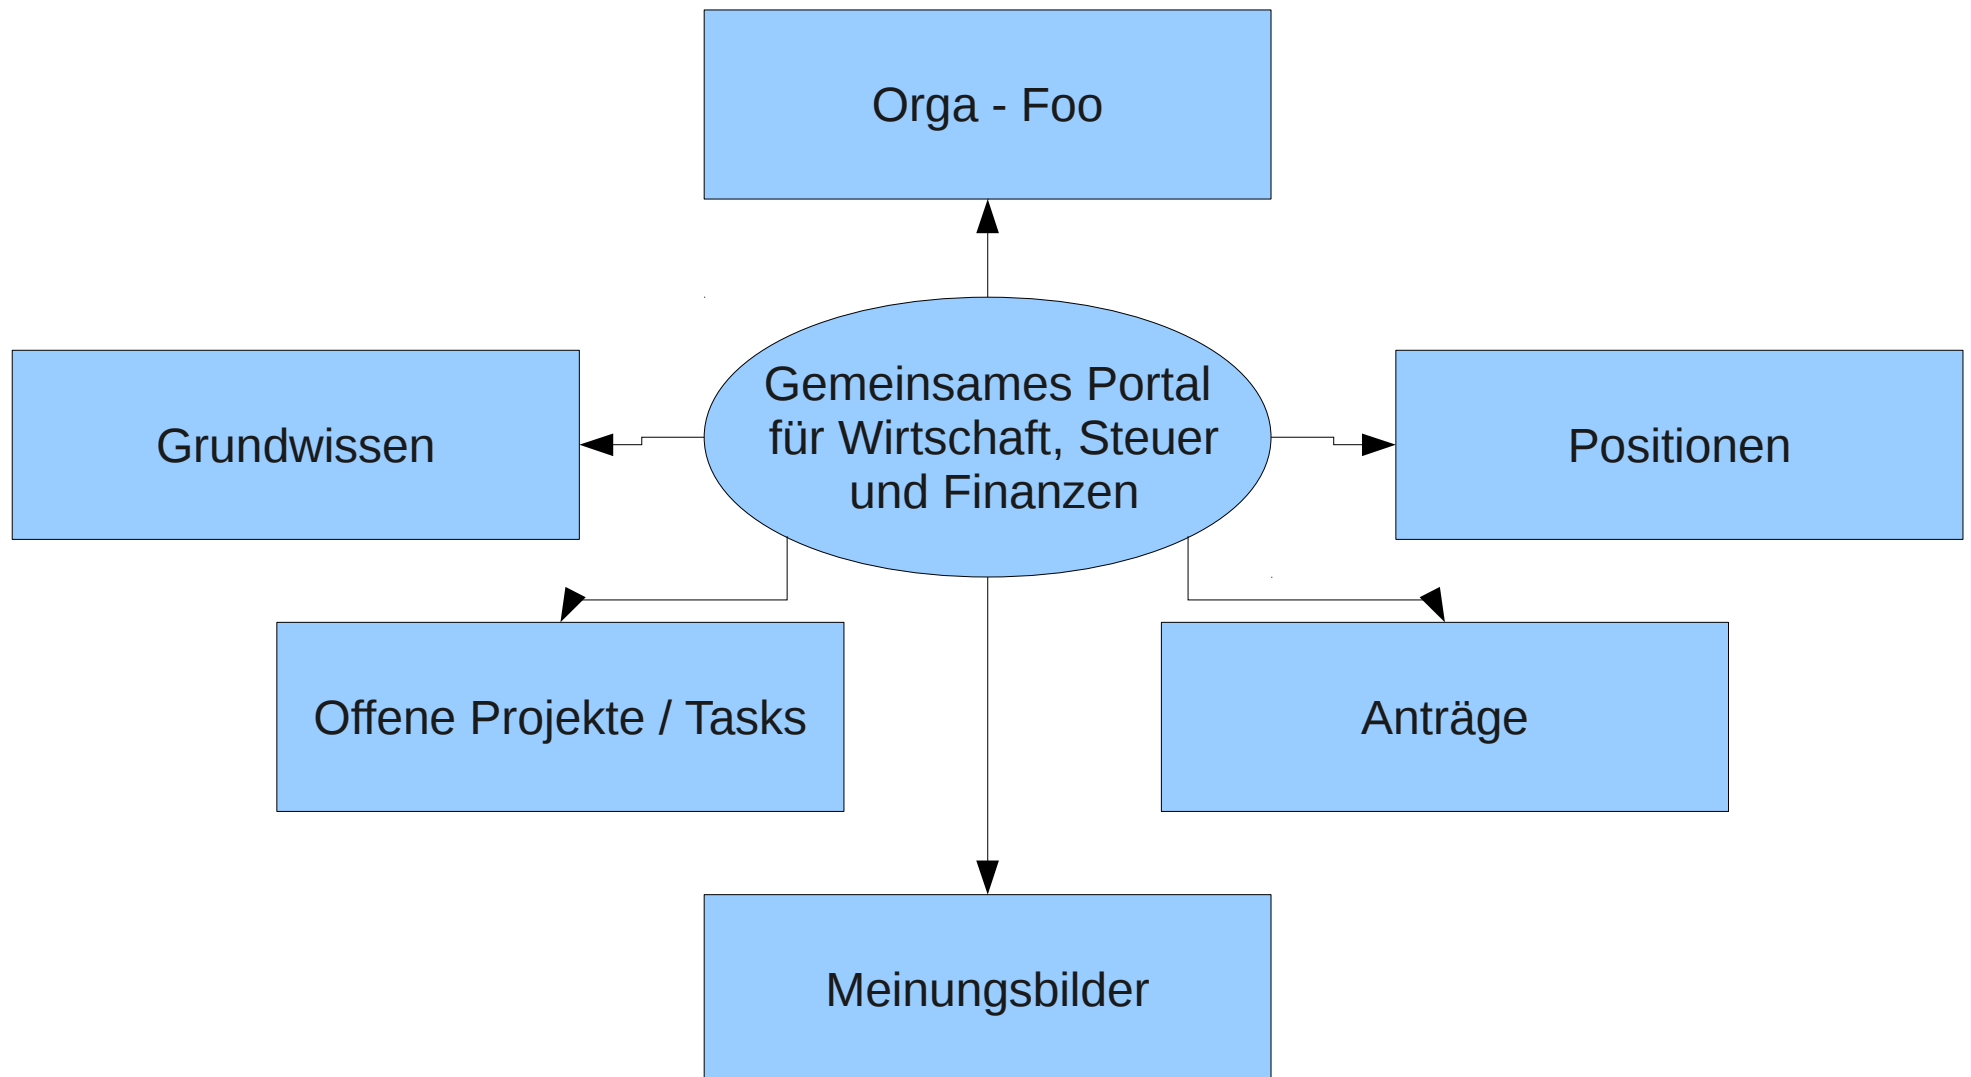 Orga - Foo
Gemeinsames Portal
für Wirtschaft, Steuer
und Finanzen
Grundwissen
Positionen
Offene Projekte / Tasks
Anträge
Meinungsbilder